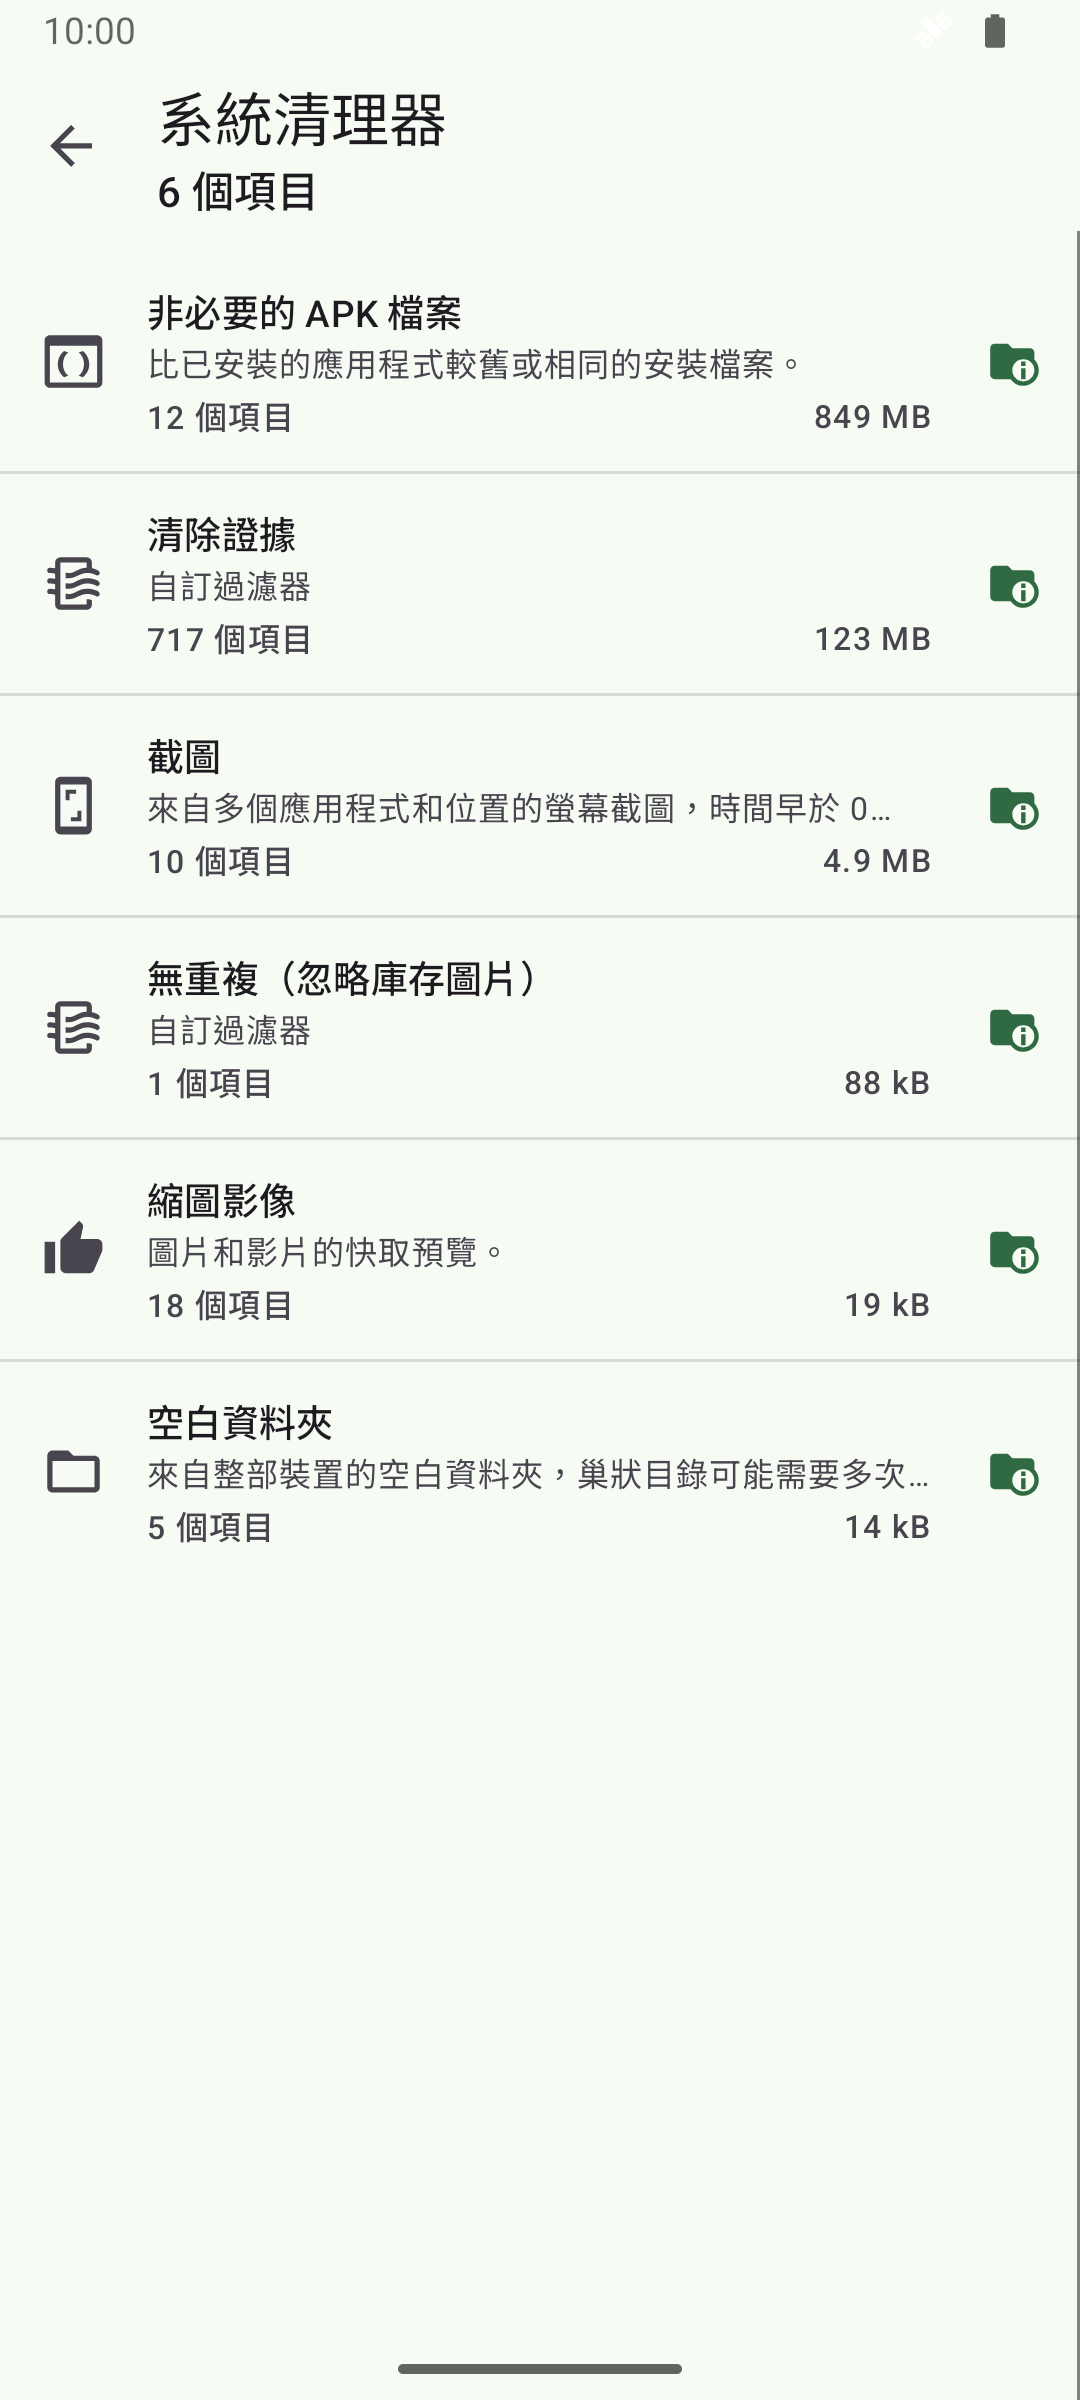 10:00
系統清理器
6 個項目
非必要的 APK 檔案
比已安裝的應用程式較舊或相同的安裝檔案。
12 個項目
849 MB
清除證據
自訂過濾器
717 個項目
123 MB
截圖
來自多個應用程式和位置的螢幕截圖，時間早於 0...
10 個項目
4.9 MB
無重複（忽略庫存圖片）
自訂過濾器
1 個項目
88 kB
縮圖影像
圖片和影片的快取預覽。
18 個項目
19 kB
空白資料夾
來自整部裝置的空白資料夾，巢狀目錄可能需要多次...
5 個項目
14 kB